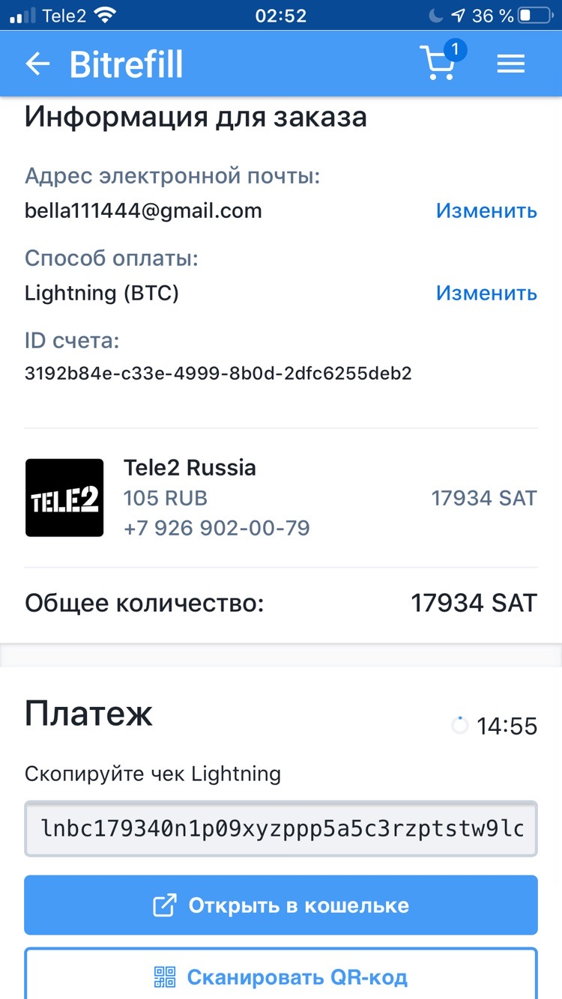 Tele2 02:52 36 %
Bitrefill 1
Информация для заказа
Адрес электронной почты:
bella111444@gmail.com Изменить
Способ оплаты:
Lightning (BTC) Изменить
ID счета:
3192b84e-c33e-4999-8b0d-2dfc6255deb2
TELE2
Tele2 Russia
105 RUB 17934 SAT
+7 926 902-00-79
Общее количество: 17934 SAT
Платеж 14:55
Скопируйте чек Lightning
lnbc179340n1p09xyzppp5a5c3rzptstw9lc
Открыть в кошельке
Сканировать QR-код